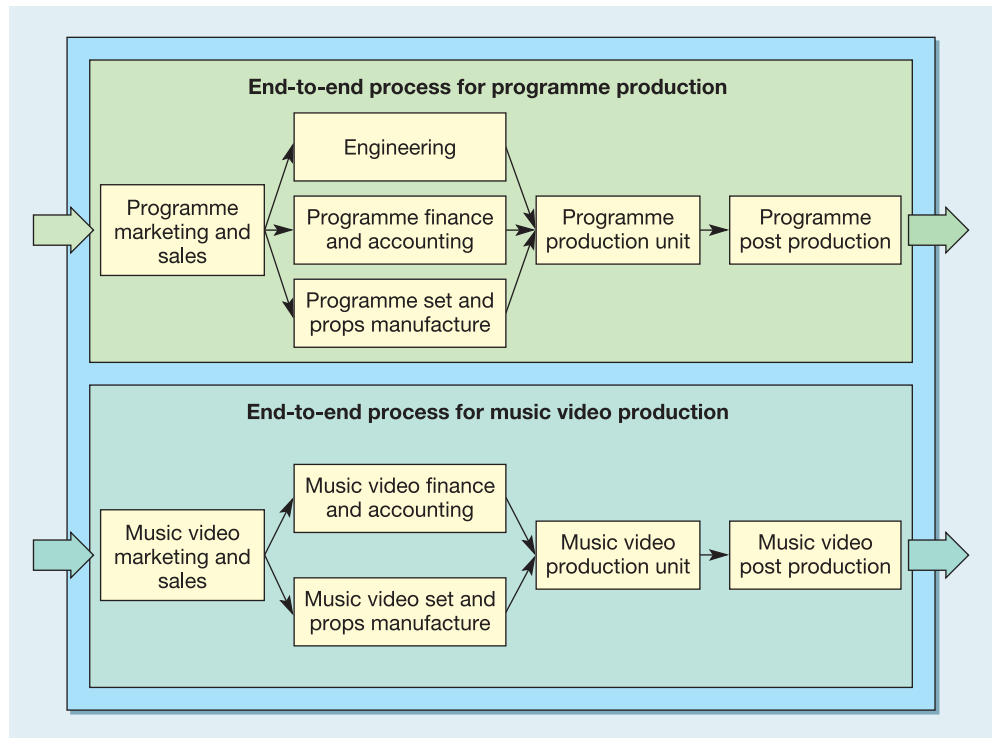 End-to-end process for programme production
Engineering
Programme
marketing and
sales
Programme finance
and accounting
Programme set and
props manufacture
Programme
production unit
Programme
post production
End-to-end process for music video production
Music video
marketing and
sales
Music video finance
and accounting
Music video set and
props manufacture
Music video
production unit
Music video
post production